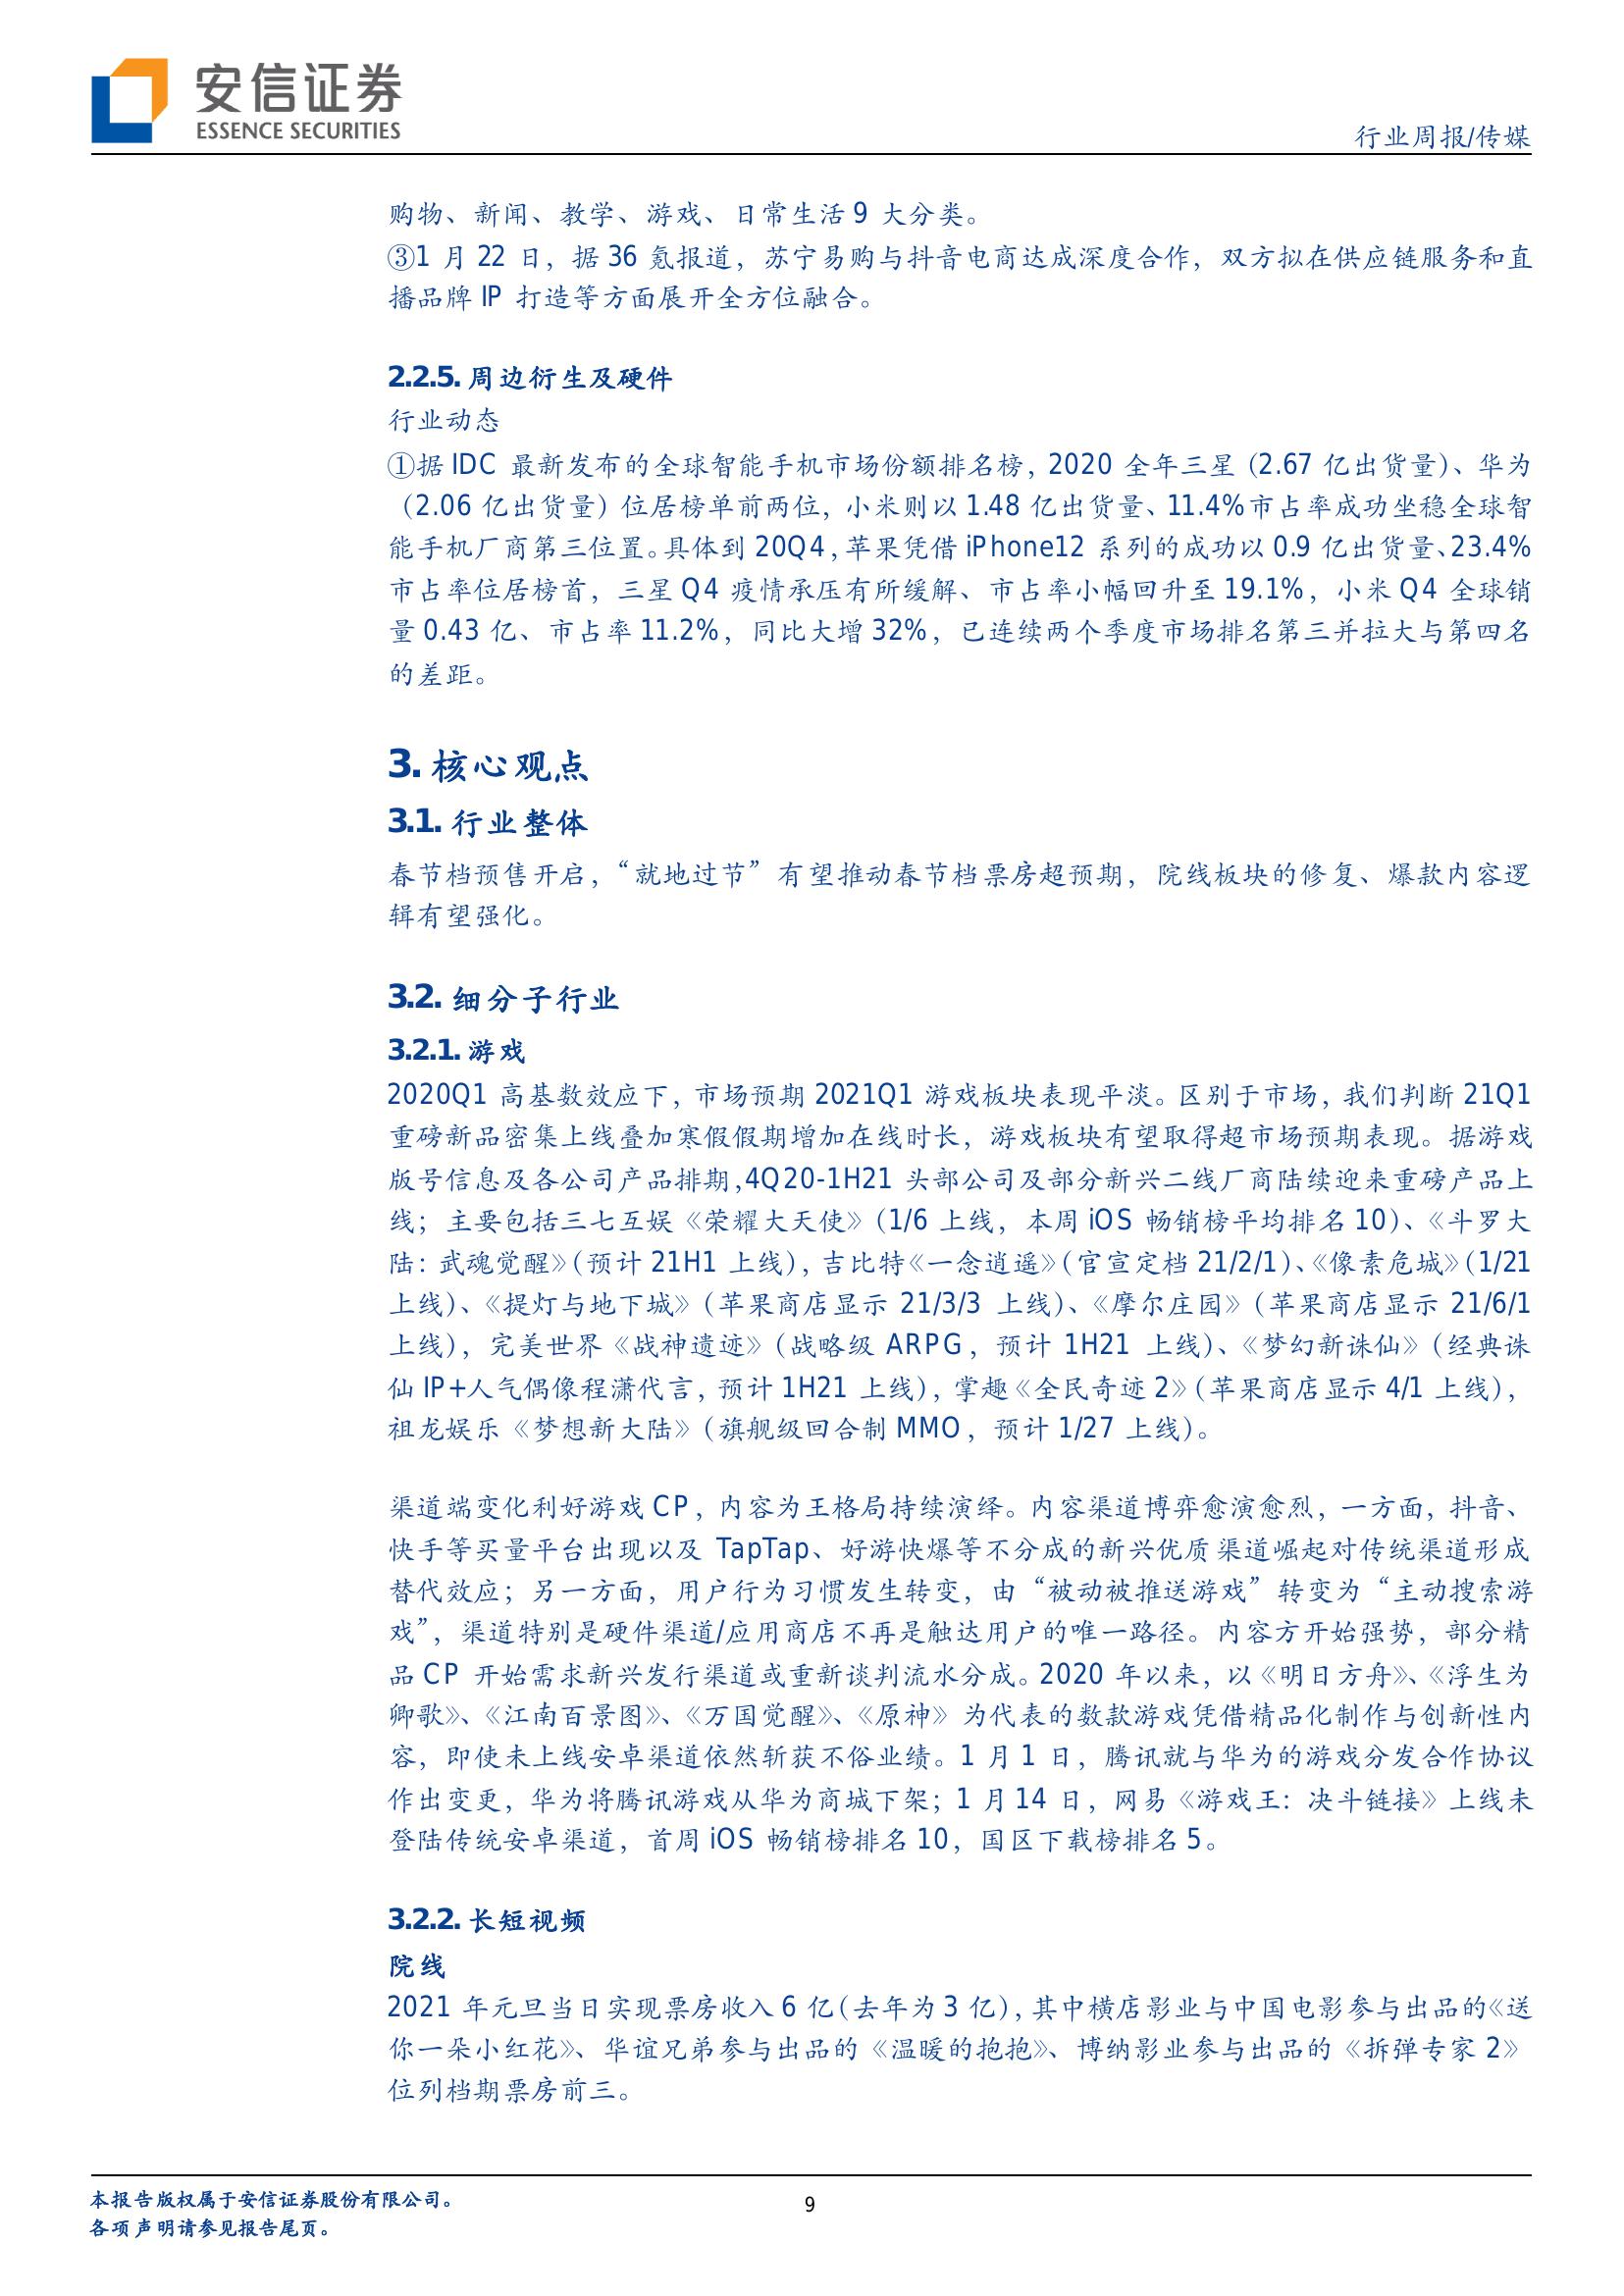 安信证券
ESSENCE SECURITIES
行业周报/传媒
购物、新闻、教学、游戏、日常生活 9 大分类。
③1 月 22 日，据 36 氪报道，苏宁易购与抖音电商达成深度合作，双方拟在供应链服务和直
播品牌 IP 打造等方面展开全方位融合。
2.2.5. 周边衍生及硬件
行业动态
①据 IDC 最新发布的全球智能手机市场份额排名榜，2020 全年三星（2.67 亿出货量）、华为
（2.06 亿出货量）位居榜单前两位，小米则以 1.48 亿出货量、11.4%市占率成功坐稳全球智
能手机厂商第三位置。具体到 20Q4，苹果凭借 iPhone12 系列的成功以 0.9 亿出货量、23.4%
市占率位居榜首，三星 Q4 疫情承压有所缓解、市占率小幅回升至 19.1%，小米 Q4 全球销
量 0.43 亿、市占率 11.2%，同比大增 32%，已连续两个季度市场排名第三并拉大与第四名
的差距。
3. 核心观点
3.1. 行业整体
春节档预售开启，“就地过节”有望推动春节档票房超预期，院线板块的修复、爆款内容逻
辑有望强化。
3.2. 细分子行业
3.2.1. 游戏
2020Q1 高基数效应下，市场预期 2021Q1 游戏板块表现平淡。区别于市场，我们判断 21Q1
重磅新品密集上线叠加寒假假期增加在线时长，游戏板块有望取得超市场预期表现。据游戏
版号信息及各公司产品排期,4Q20-1H21 头部公司及部分新兴二线厂商陆续迎来重磅产品上
线；主要包括三七互娱《荣耀大天使》（1/6 上线，本周 iOS 畅销榜平均排名 10）、《斗罗大
陆：武魂觉醒》（预计 21H1 上线），吉比特《一念逍遥》（官宣定档 21/2/1）、《像素危城》（1/21
上线）、《提灯与地下城》（苹果商店显示 21/3/3 上线）、《摩尔庄园》（苹果商店显示 21/6/1
上线），完美世界《战神遗迹》（战略级 ARPG，预计 1H21 上线）、《梦幻新诛仙》（经典诛
仙 IP+人气偶像程潇代言，预计 1H21 上线），掌趣《全民奇迹 2》（苹果商店显示 4/1 上线），
祖龙娱乐《梦想新大陆》（旗舰级回合制 MMO，预计 1/27 上线）。
渠道端变化利好游戏 CP，内容为王格局持续演绎。内容渠道博弈愈演愈烈，一方面，抖音、
快手等买量平台出现以及 TapTap、好游快爆等不分成的新兴优质渠道崛起对传统渠道形成
替代效应；另一方面，用户行为习惯发生转变，由“被动被推送游戏”转变为“主动搜索游
戏”，渠道特别是硬件渠道/应用商店不再是触达用户的唯一路径。内容方开始强势，部分精
品 CP 开始需求新兴发行渠道或重新谈判流水分成。2020 年以来，以《明日方舟》、《浮生为
卿歌》、《江南百景图》、《万国觉醒》、《原神》为代表的数款游戏凭借精品化制作与创新性内
容，即使未上线安卓渠道依然斩获不俗业绩。1 月 1 日，腾讯就与华为的游戏分发合作协议
作出变更，华为将腾讯游戏从华为商城下架；1 月 14 日，网易《游戏王：决斗链接》上线未
登陆传统安卓渠道，首周 iOS 畅销榜排名 10，国区下载榜排名 5。
3.2.2. 长短视频
院线
2021 年元旦当日实现票房收入 6 亿（去年为 3 亿），其中横店影业与中国电影参与出品的《送
你一朵小红花》、华谊兄弟参与出品的《温暖的抱抱》、博纳影业参与出品的《拆弹专家 2》
位列档期票房前三。
本报告版权属于安信证券股份有限公司。
各项声明请参见报告尾页。
9